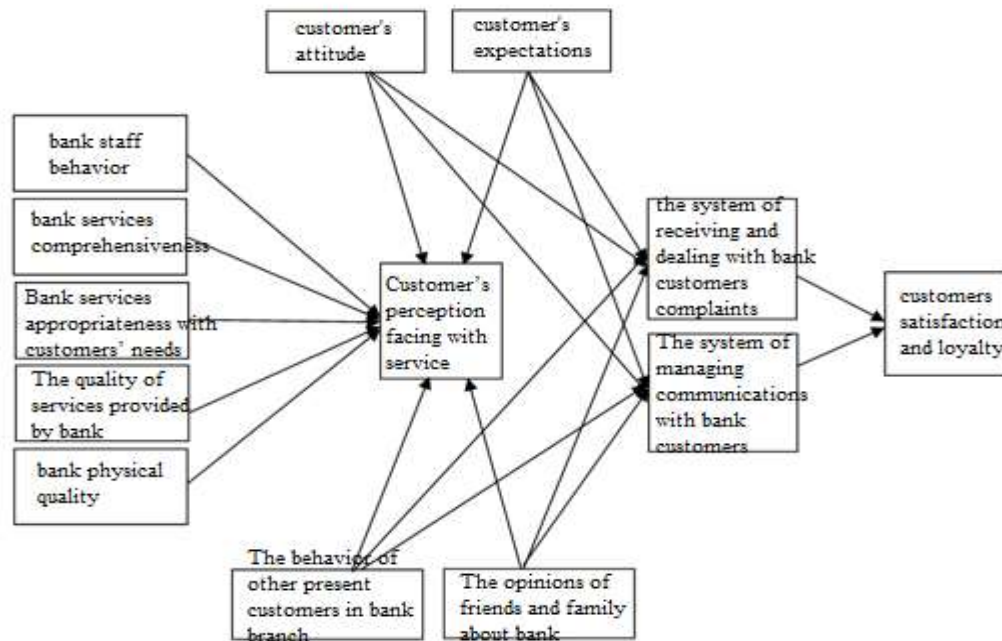 customer's
attitude
customer's
expectations
bank staff
behavior
bank services
comprehensiveness
Bank services
appropriateness with
customers' needs
The quality of
services provided
by bank
bank physical
quality
Customer's
perception
facing with
service
the system of
receiving and
dealing with bank
customers
complaints
The system of
managing
communications
with bank
customers
customers
satisfaction
and loyalty
The behavior of
other present
customers in bank
branch
The opinions of
friends and family
about bank